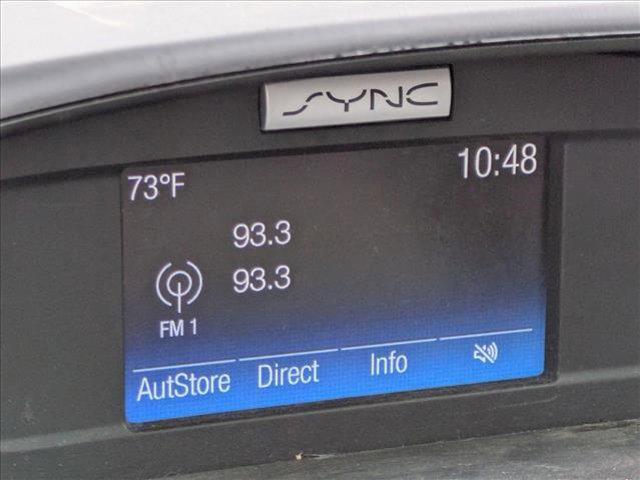 SYNC
73°F
10:48
93.3
93.3
FM 1
AutStore Direct Info